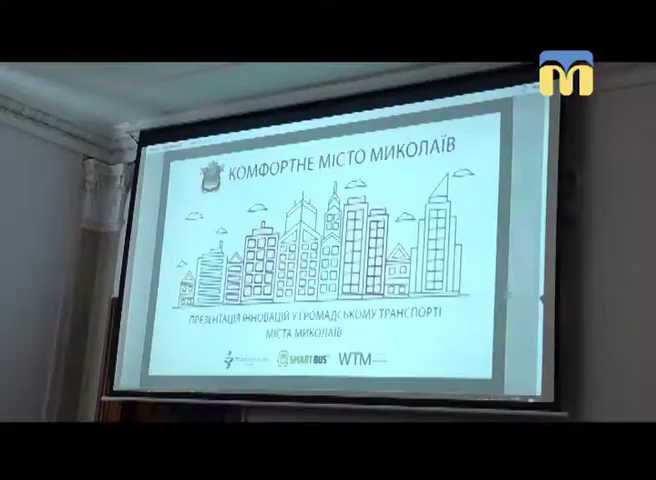 КОМФОРТНЕ МІСТО МИКОЛАЇВ
ПРЕЗЕНТАЦІЯ ІННОВАЦІЙ У ГРОМАДСЬКОМУ ТРАНСПОРТІ
МІСТА МИКОЛАЇВ
SMART BUS WTM